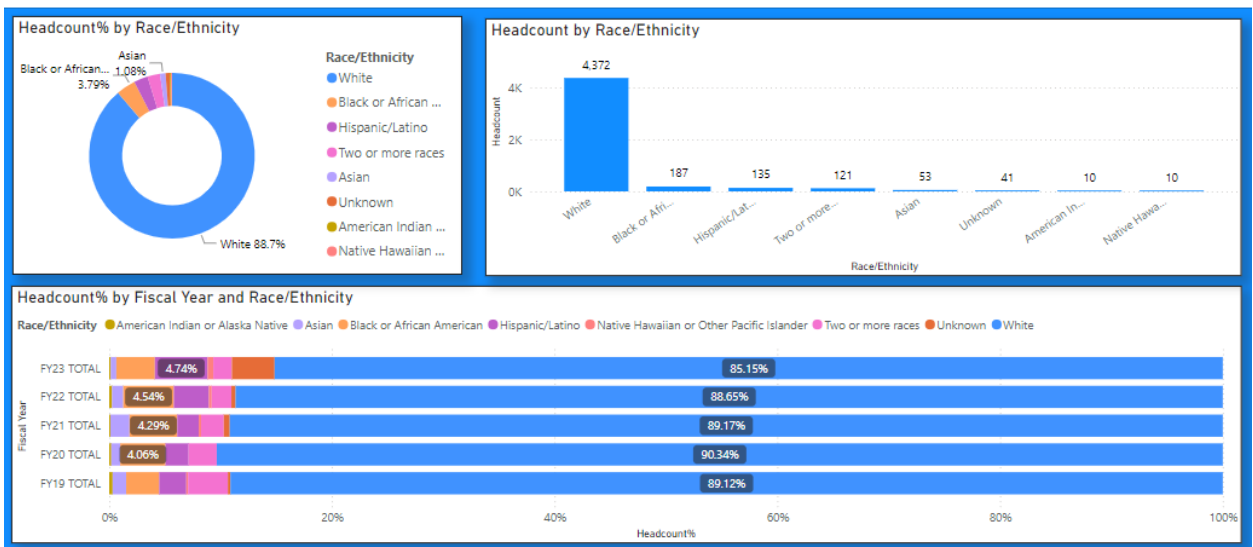 Headcount% by Race/Ethnicity
Asian
1.08%
Black or African...
3.79%
White 88.7%
Race/Ethnicity
White
Black or African ...
Hispanic/Latino
Two or more races
Asian
Unknown
American Indian ...
Native Hawaiian ...
Headcount by Race/Ethnicity
Headcount
4K
2K
0K
4,372
187
135
121
53
41
10
10
White
Black or Afri...
Hispanic/Lat...
Two or more...
Asian
Unknown
American In...
Native Hawa...
Race/Ethnicity
Headcount% by Fiscal Year and Race/Ethnicity
Race/Ethnicity American Indian or Alaska Native Asian Black or African American Hispanic/Latino Native Hawaiian or Other Pacific Islander Two or more races Unknown White
Fiscal Year
FY23 TOTAL 4.74% 85.15%
FY22 TOTAL 4.54% 88.65%
FY21 TOTAL 4.29% 89.17%
FY20 TOTAL 4.06% 90.34%
FY19 TOTAL 89.12%
0% 20% 40% 60% 80% 100%
Headcount%